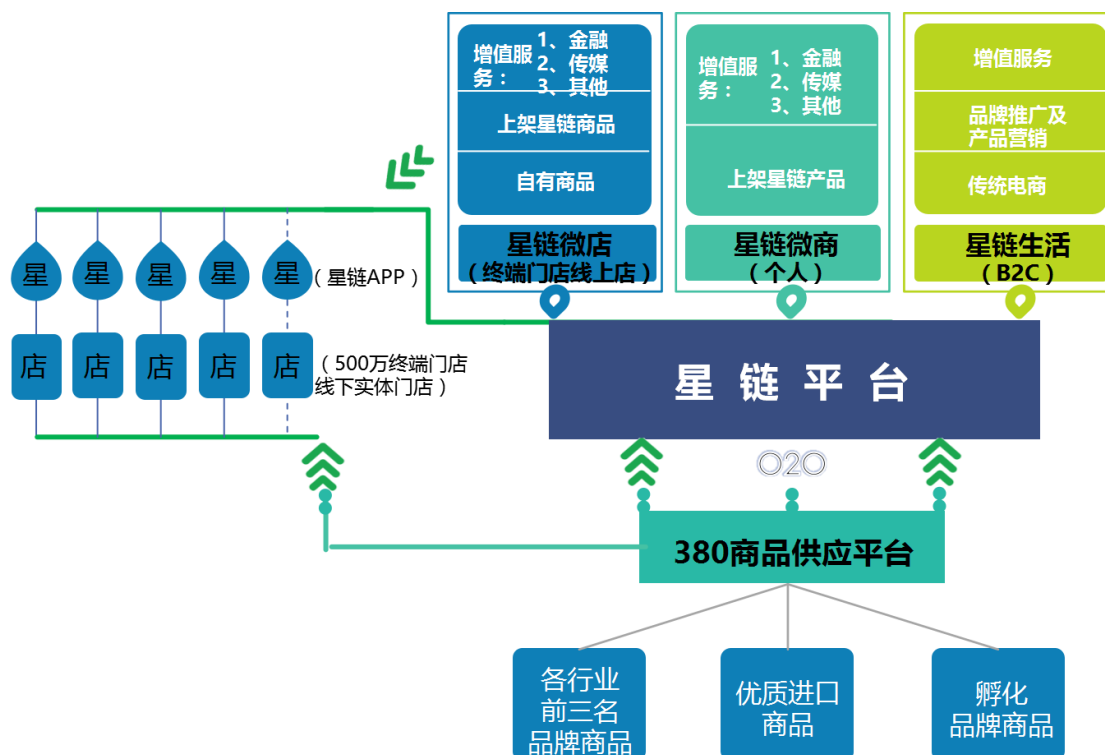 增值服
务：
1、金融
2、传媒
3、其他
上架星链商品
自有商品
星链微店
（终端门店线上店）
增值服
务：
1、金融
2、传媒
3、其他
上架星链产品
星链微商
（个人）
增值服务
品牌推广及
产品营销
传统电商
星链生活
（B2C）
星 星 星 星 星
（星链APP）
店 店 店 店 店
（500万终端门店
线下实体门店）
星链平台
O2O
380商品供应平台
各行业
前三名
品牌商品
优质进口
商品
孵化
品牌商品